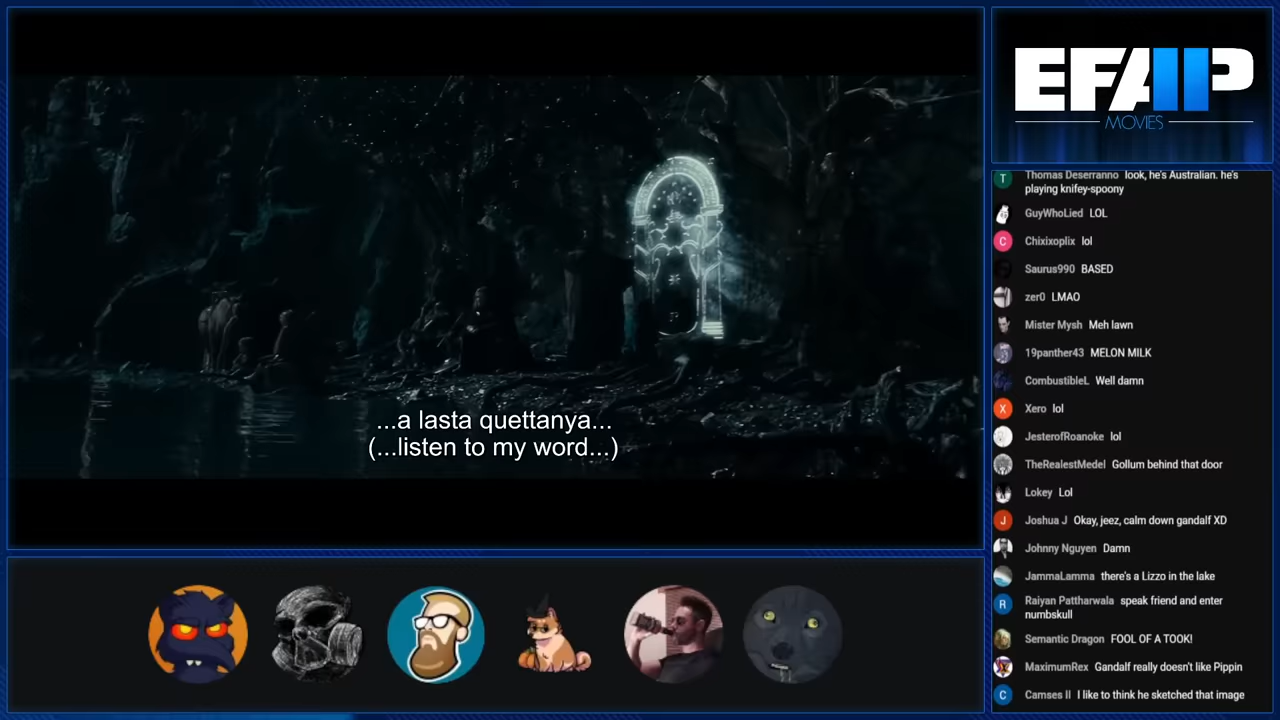 ...a lasta quettanya...
(...listen to my word...)
EFAP
MOVIES
T Thomas Deserranno look, he's Australian. he's
playing knifey-spoony
GuyWhoLied LOL
C Chixixoplix lol
Saurus990 BASED
zer0 LMAO
Mister Mysh Meh lawn
19panther43 MELON MILK
CombustibleL Well damn
X Xero lol
JesterofRoanoke lol
TheRealestMedel Gollum behind that door
Lokey Lol
J Joshua J Okay, jeez, calm down gandalf XD
Johnny Nguyen Damn
JammaLamma there's a Lizzo in the lake
R Raiyan Pattharwala speak friend and enter
numbskull
Semantic Dragon FOOL OF A TOOK!
MaximumRex Gandalf really doesn't like Pippin
C Camses II I like to think he sketched that image